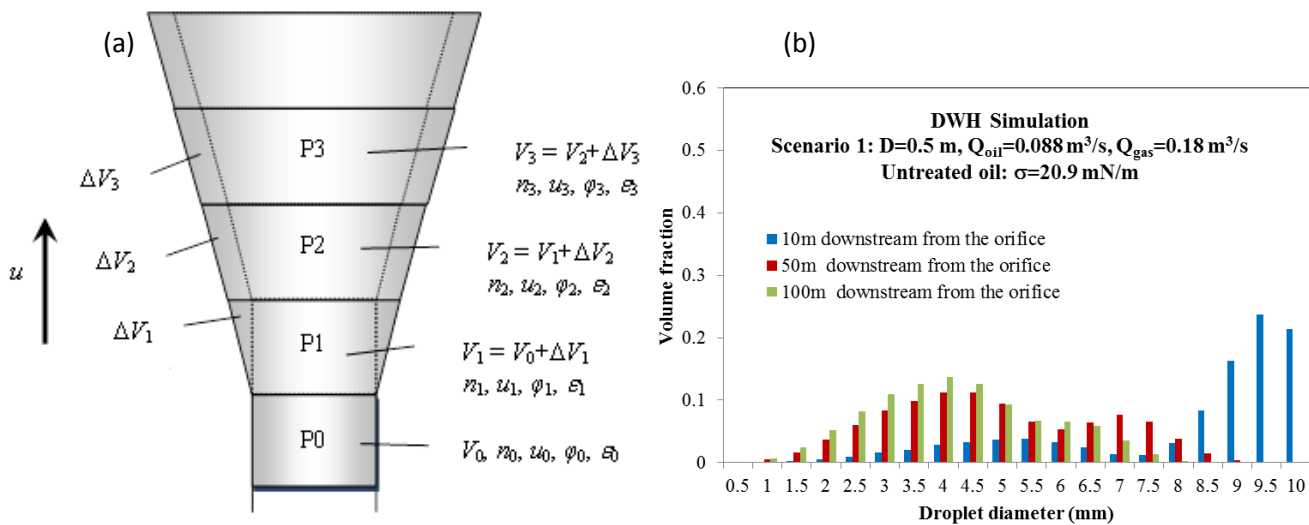 (a)
P3
V₃ = V₂+ ΔV₃
n₃, u₃, φ₃, ε₃
ΔV₃
P2
V₂ = V₁+ ΔV₂
n₂, u₂, φ₂, ε₂
ΔV₂
u
P1
ΔV₁
V₁ = V₀+ ΔV₁
n₁, u₁, φ₁, ε₁
P0
V₀, n₀, u₀, φ₀, ε₀
(b)
DWH Simulation
Scenario 1: D=0.5 m, Qoil=0.088 m³/s, Qgas=0.18 m³/s
Untreated oil: σ=20.9 mN/m
10m downstream from the orifice
50m downstream from the orifice
100m downstream from the orifice
Volume fraction
0.6
0.5
0.4
0.3
0.2
0.1
0
0.5 1 1.5 2 2.5 3 3.5 4 4.5 5 5.5 6 6.5 7 7.5 8 8.5 9 9.5 10
Droplet diameter (mm)